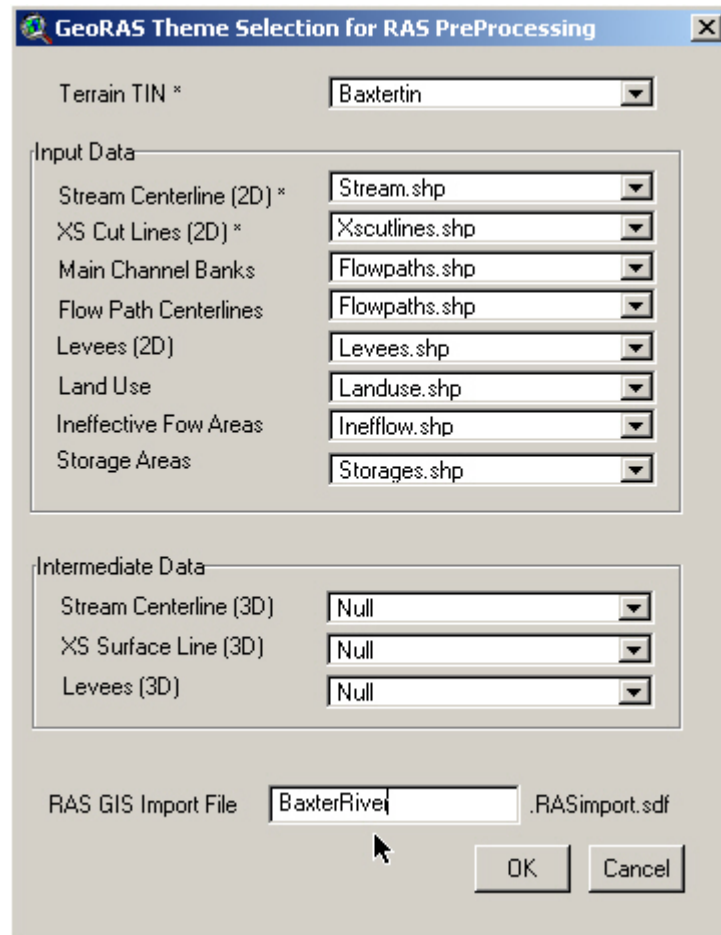 GeoRAS Theme Selection for RAS PreProcessing
Terrain TIN * Baxtertin
Input Data
Stream Centerline (2D) * Stream.shp
XS Cut Lines (2D) * Xscutlines.shp
Main Channel Banks Flowpaths.shp
Flow Path Centerlines Flowpaths.shp
Levees (2D) Levees.shp
Land Use Landuse.shp
Ineffective Fow Areas Inefflow.shp
Storage Areas Storages.shp
Intermediate Data
Stream Centerline (3D) Null
XS Surface Line (3D) Null
Levees (3D) Null
RAS GIS Import File BaxterRiver .RASimport.sdf
OK Cancel